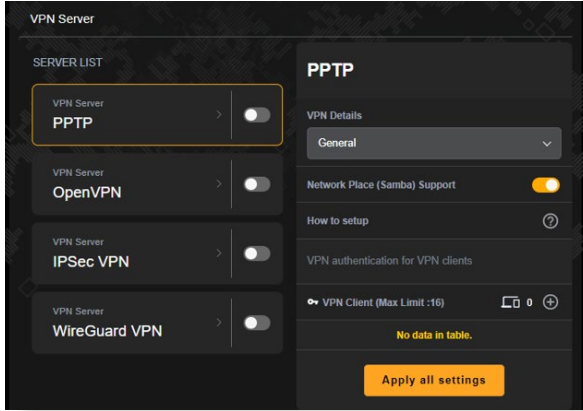 VPN Server
SERVER LIST
VPN Server
PPTP
VPN Server
OpenVPN
VPN Server
IPSec VPN
VPN Server
WireGuard VPN
PPTP
VPN Details
General
Network Place (Samba) Support
How to setup
VPN authentication for VPN clients
VPN Client (Max Limit :16) 0
No data in table.
Apply all settings